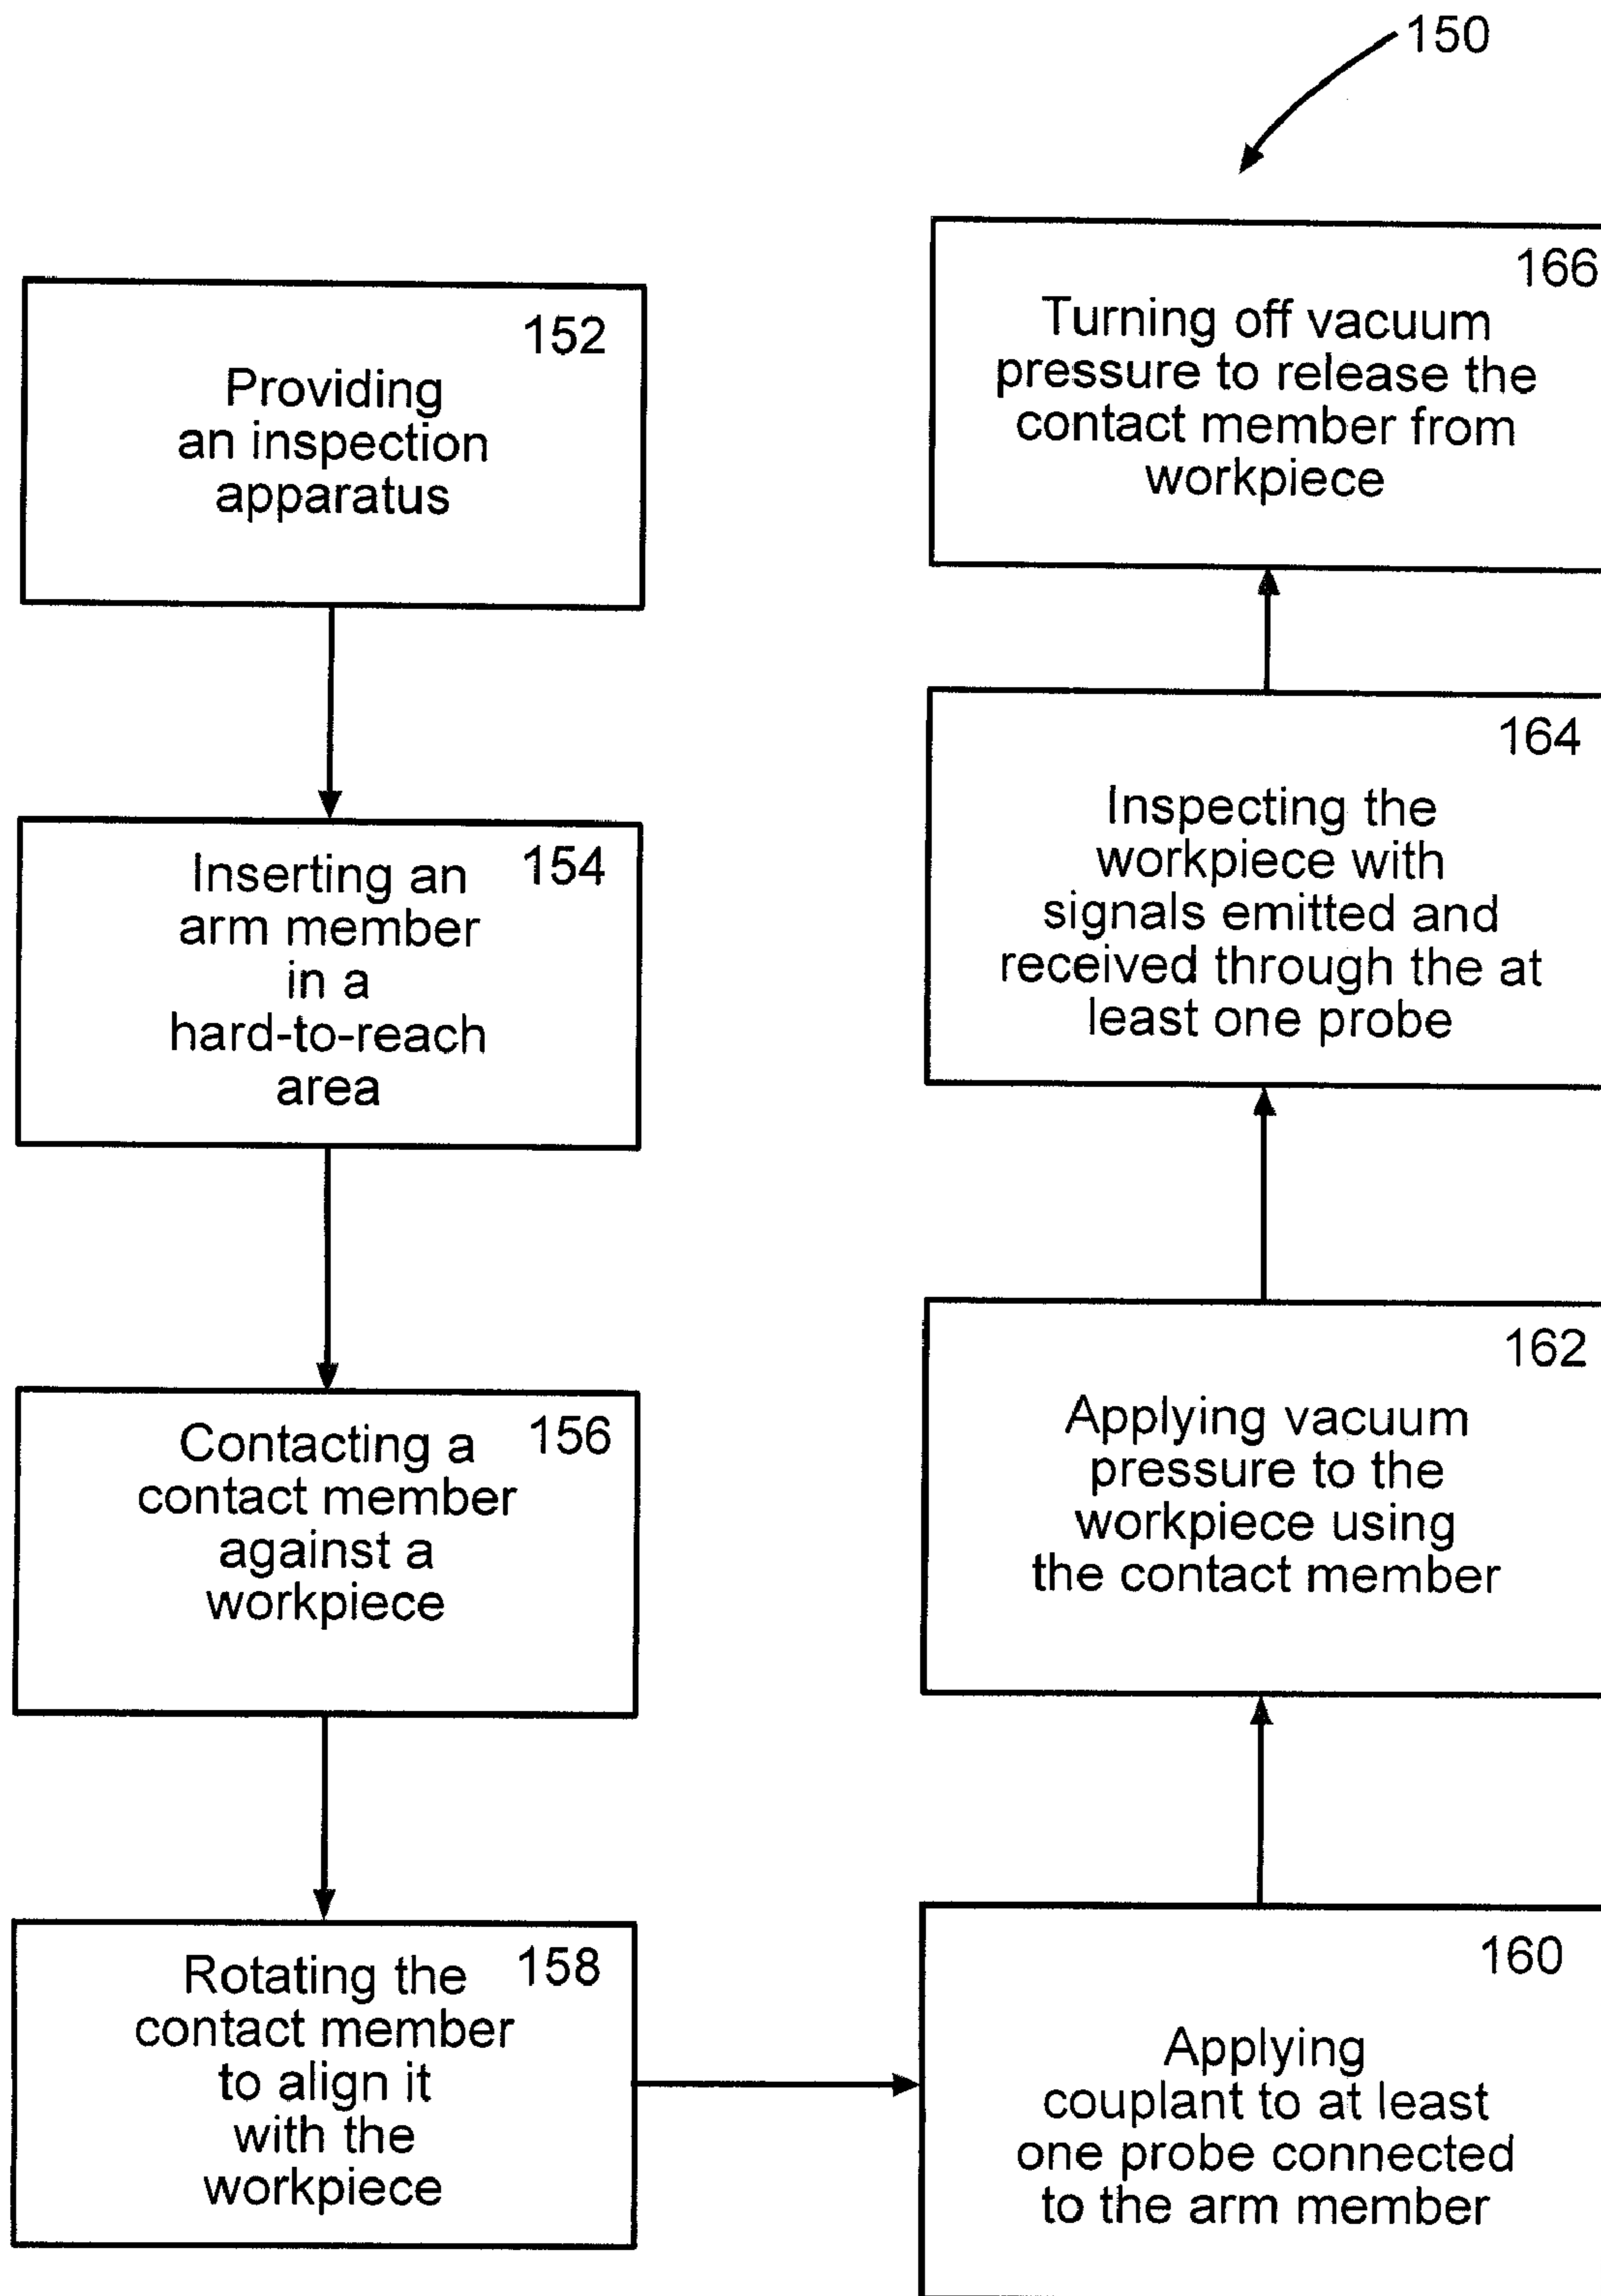 150
152
Providing
an inspection
apparatus
154
Inserting an
arm member
in a
hard-to-reach
area
156
Contacting a
contact member
against a
workpiece
158
Rotating the
contact member
to align it
with the
workpiece
160
Applying
couplant to at least
one probe connected
to the arm member
162
Applying vacuum
pressure to the
workpiece using
the contact member
164
Inspecting the
workpiece with
signals emitted and
received through the at
least one probe
166
Turning off vacuum
pressure to release the
contact member from
workpiece